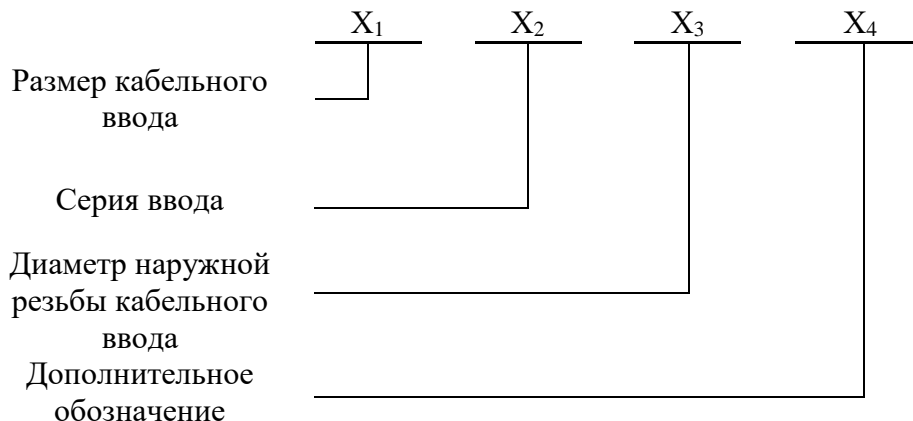 X₁ X₂ X₃ X₄
Размер кабельного
ввода
Серия ввода
Диаметр наружной
резьбы кабельного
ввода
Дополнительное
обозначение